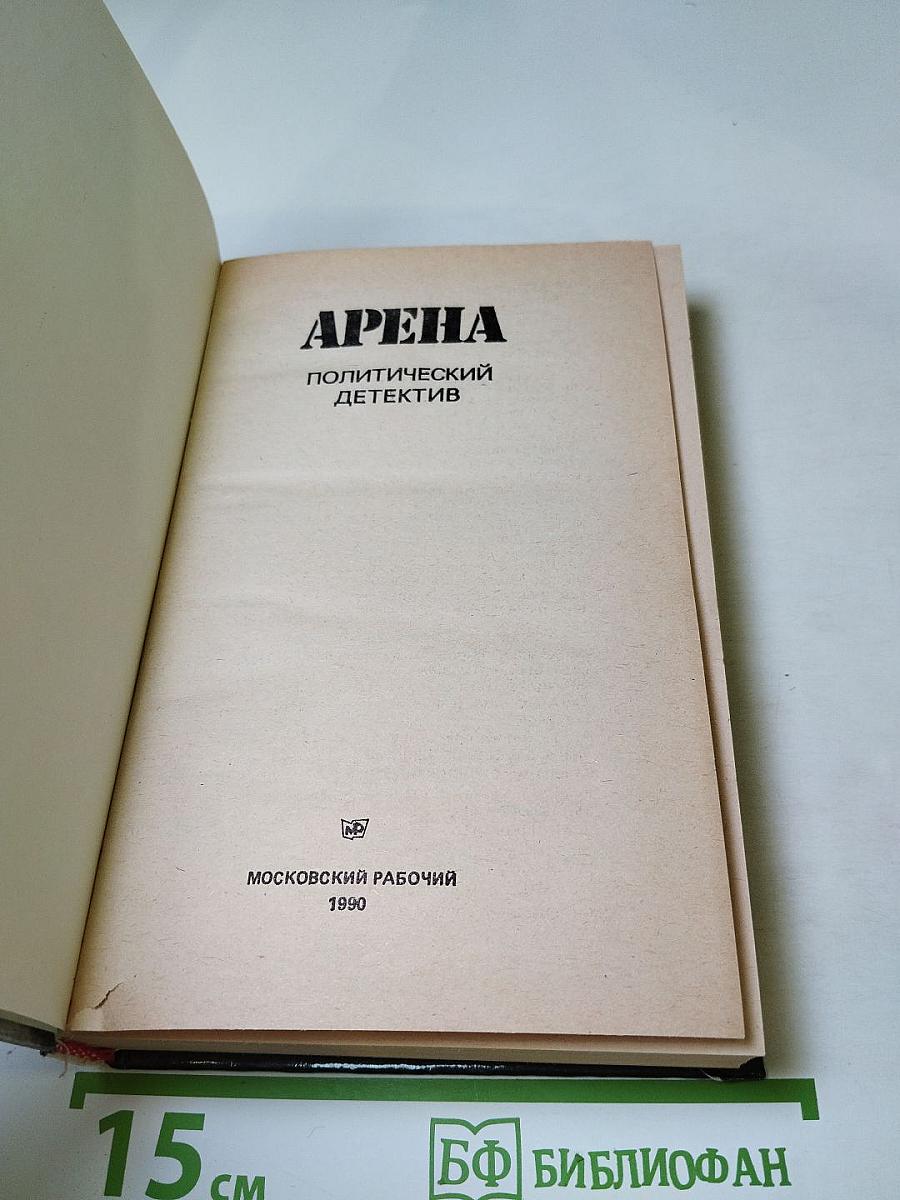 АРЕНА
ПОЛИТИЧЕСКИЙ
ДЕТЕКТИВ
МР
МОСКОВСКИЙ РАБОЧИЙ
1990
15 см
БФ БИБЛИОФАН